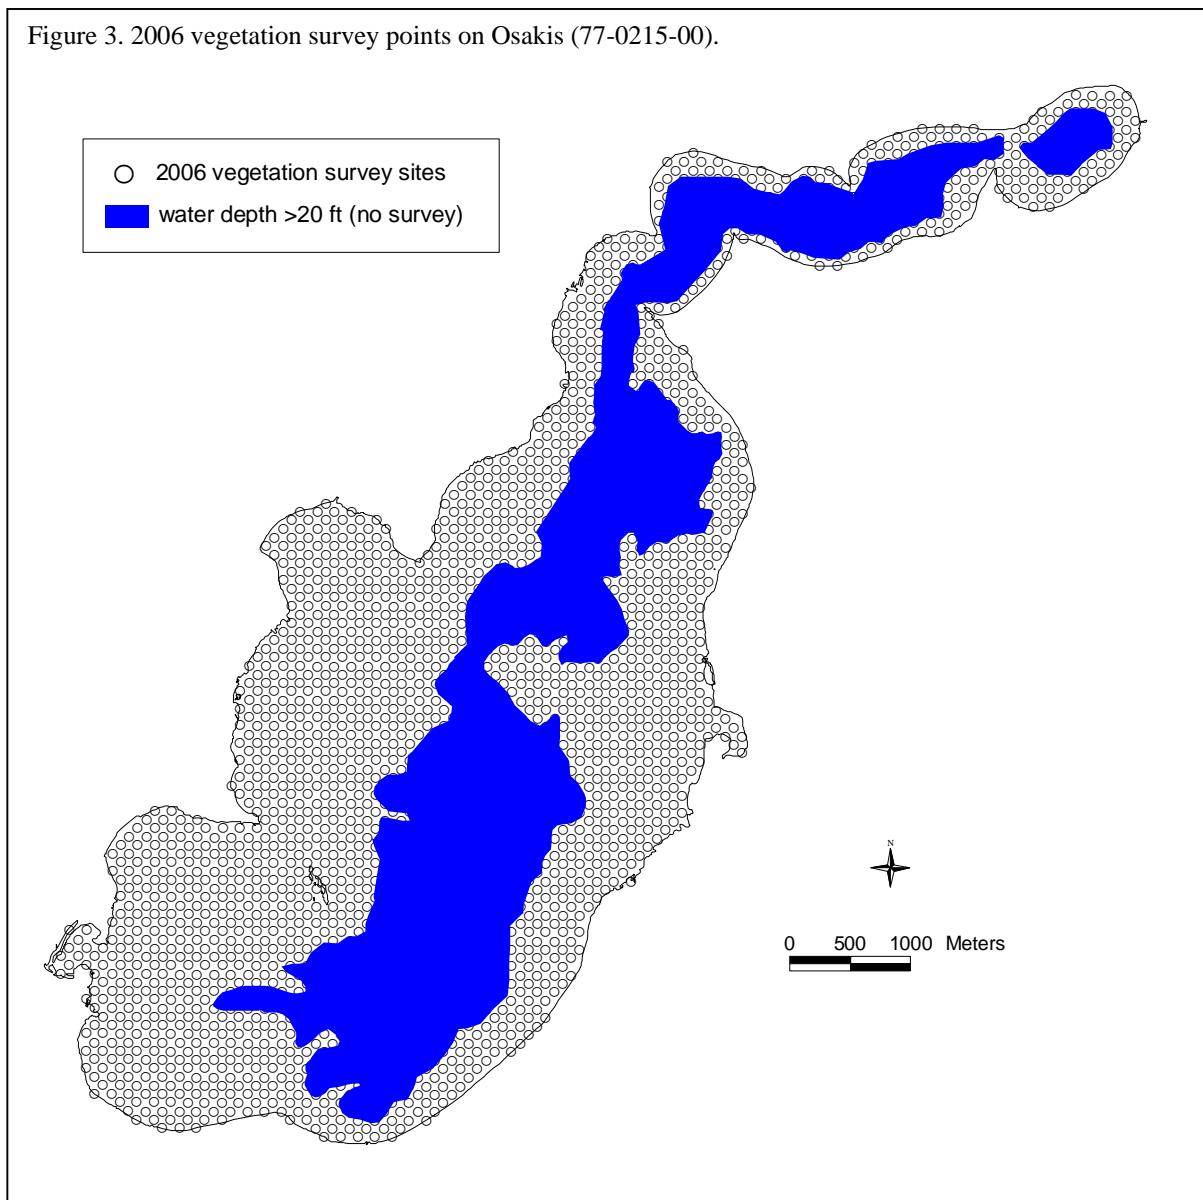 Figure 3. 2006 vegetation survey points on Osakis (77-0215-00).
2006 vegetation survey sites
water depth >20 ft (no survey)
N
0 500 1000 Meters